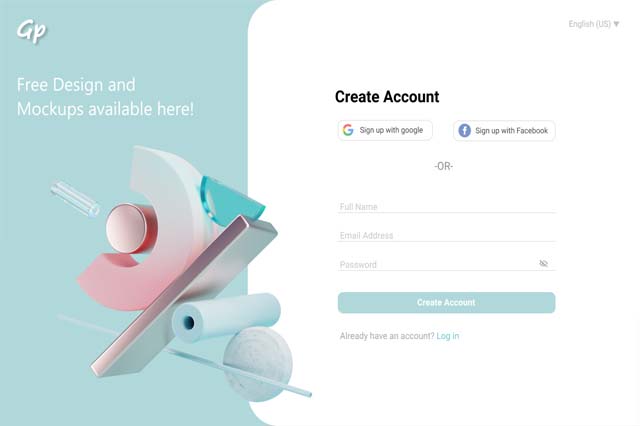 Gp
English (US)
Free Design and
Mockups available here!
Create Account
Sign up with google
Sign up with Facebook
-OR-
Full Name
Email Address
Password
Create Account
Already have an account? Log in